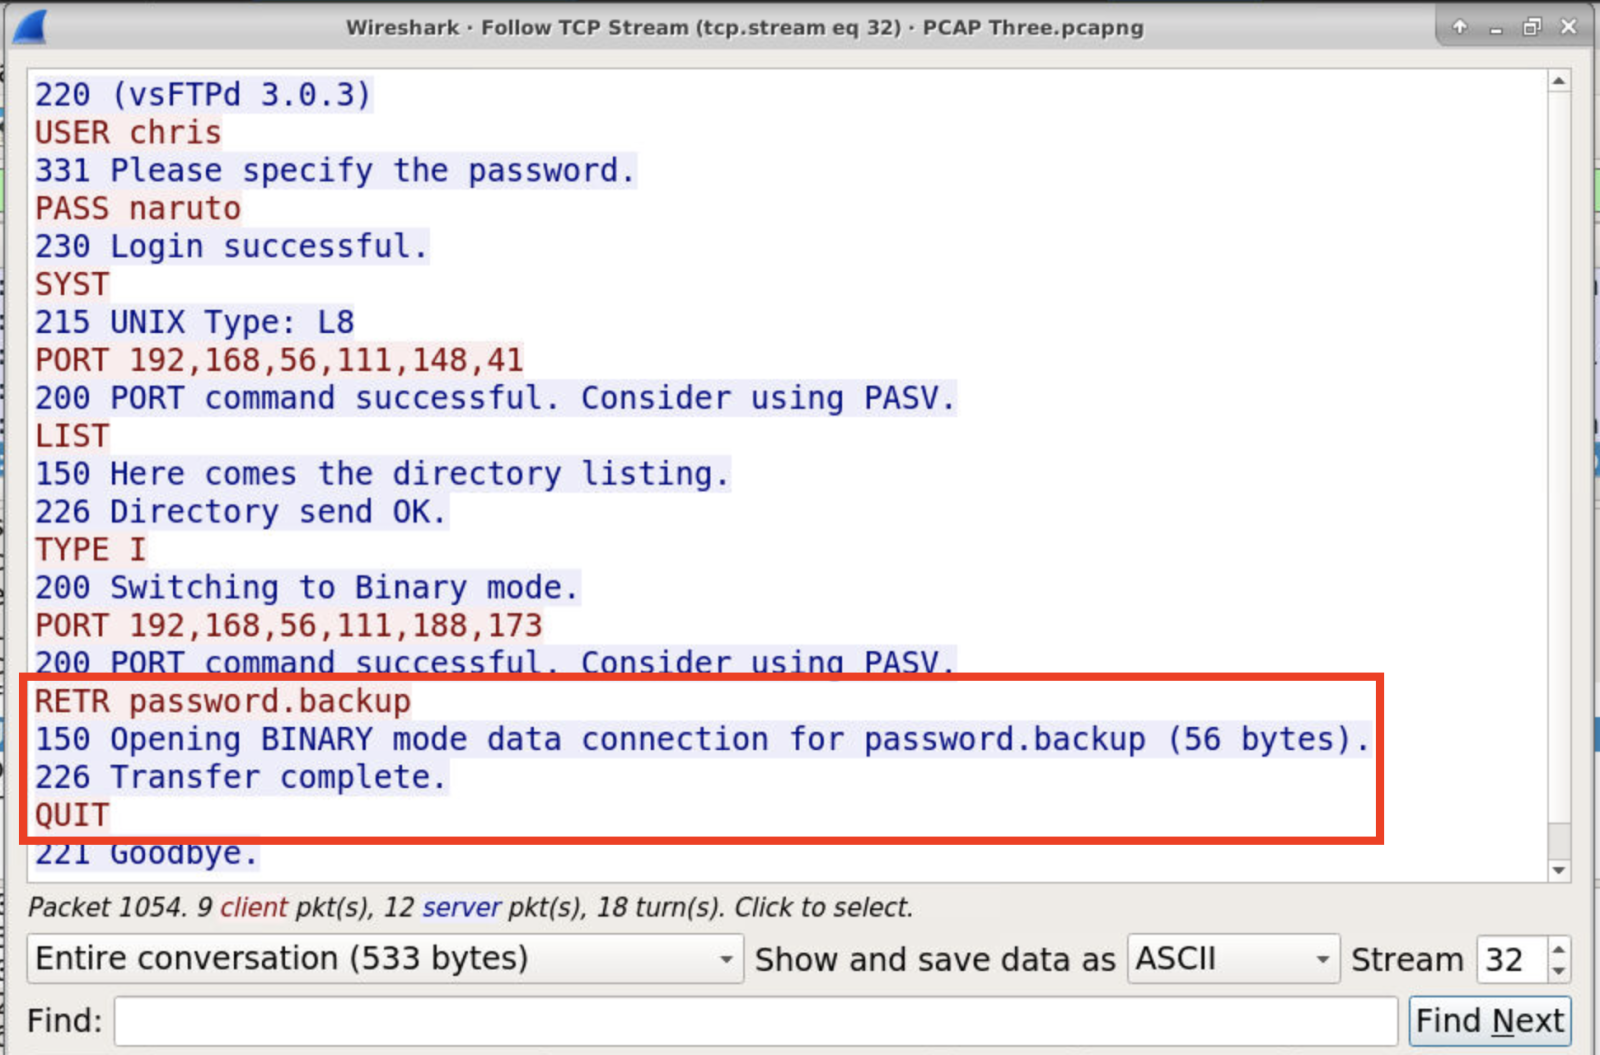 Wireshark · Follow TCP Stream (tcp.stream eq 32) · PCAP Three.pcapng
220 (vsFTPd 3.0.3)
USER chris
331 Please specify the password.
PASS naruto
230 Login successful.
SYST
215 UNIX Type: L8
PORT 192,168,56,111,148,41
200 PORT command successful. Consider using PASV.
LIST
150 Here comes the directory listing.
226 Directory send OK.
TYPE I
200 Switching to Binary mode.
PORT 192,168,56,111,188,173
200 PORT command successful. Consider using PASV.
RETR password.backup
150 Opening BINARY mode data connection for password.backup (56 bytes).
226 Transfer complete.
QUIT
221 Goodbye.
Packet 1054. 9 client pkt(s), 12 server pkt(s), 18 turn(s). Click to select.
Entire conversation (533 bytes) Show and save data as ASCII Stream 32
Find: Find Next